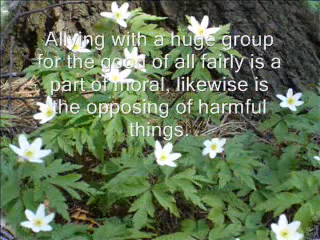 Allying with a huge group
for the good of all fairly is a
part of moral, likewise is
the opposing of harmful
things.